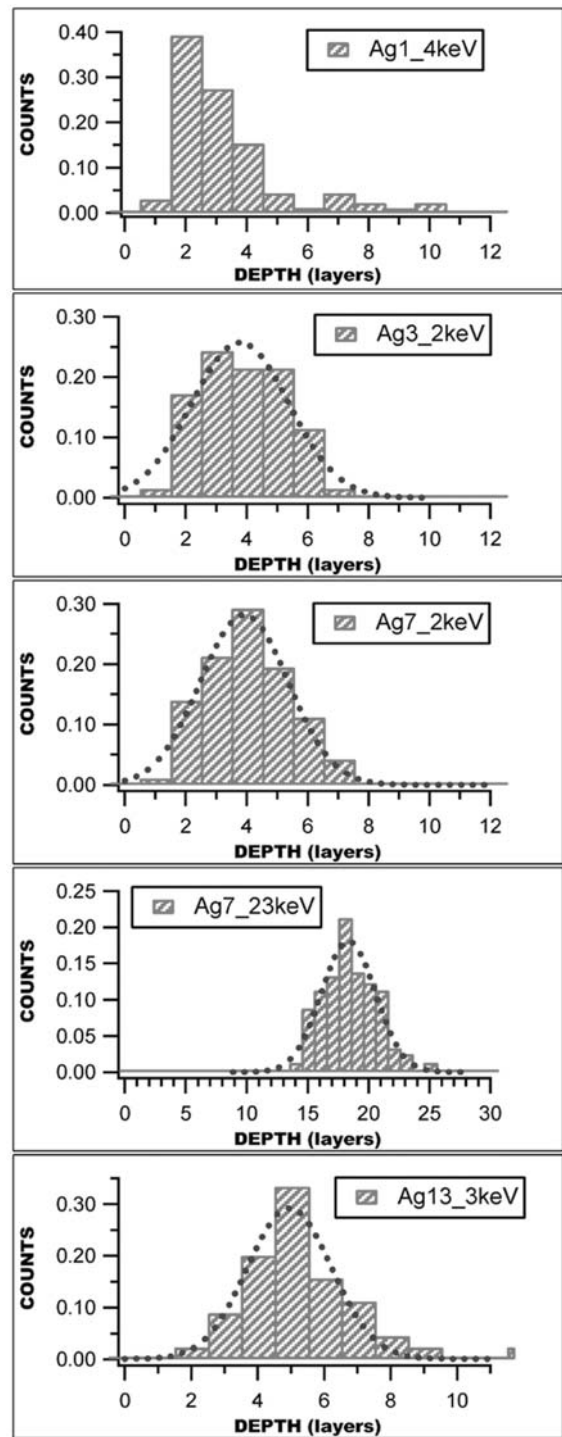 Ag1_4keV
COUNTS
0.40
0.30
0.20
0.10
0.00
0 2 4 6 8 10 12
DEPTH (layers)
Ag3_2keV
COUNTS
0.30
0.20
0.10
0.00
0 2 4 6 8 10 12
DEPTH (layers)
Ag7_2keV
COUNTS
0.30
0.20
0.10
0.00
0 2 4 6 8 10 12
DEPTH (layers)
Ag7_23keV
COUNTS
0.25
0.20
0.15
0.10
0.05
0.00
0 5 10 15 20 25 30
DEPTH (layers)
Ag13_3keV
COUNTS
0.30
0.20
0.10
0.00
0 2 4 6 8 10
DEPTH (layers)